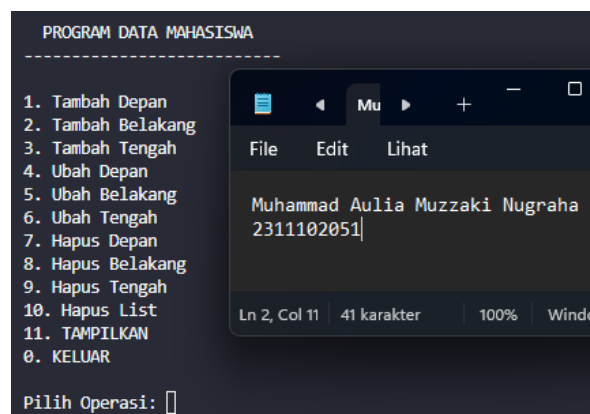 PROGRAM DATA MAHASISWA
----------------------------
1. Tambah Depan
2. Tambah Belakang
3. Tambah Tengah
4. Ubah Depan
5. Ubah Belakang
6. Ubah Tengah
7. Hapus Depan
8. Hapus Belakang
9. Hapus Tengah
10. Hapus List
11. TAMPILKAN
0. KELUAR
Pilih Operasi:
Mu
File Edit Lihat
Muhammad Aulia Muzzaki Nugraha
2311102051
Ln 2, Col 11 41 karakter 100% Windo